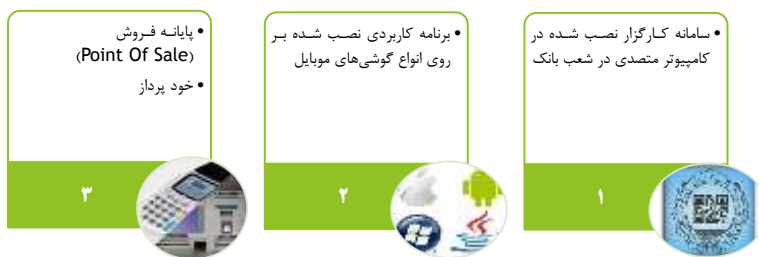 • سامانه کارگزار نصب شده در
کامپیوتر متصدی در شعب بانک
۱
• برنامه کاربردی نصب شده بر
روی انواع گوشی‌های موبایل
۲
• پایانه فروش
(Point Of Sale)
• خود پرداز
۳